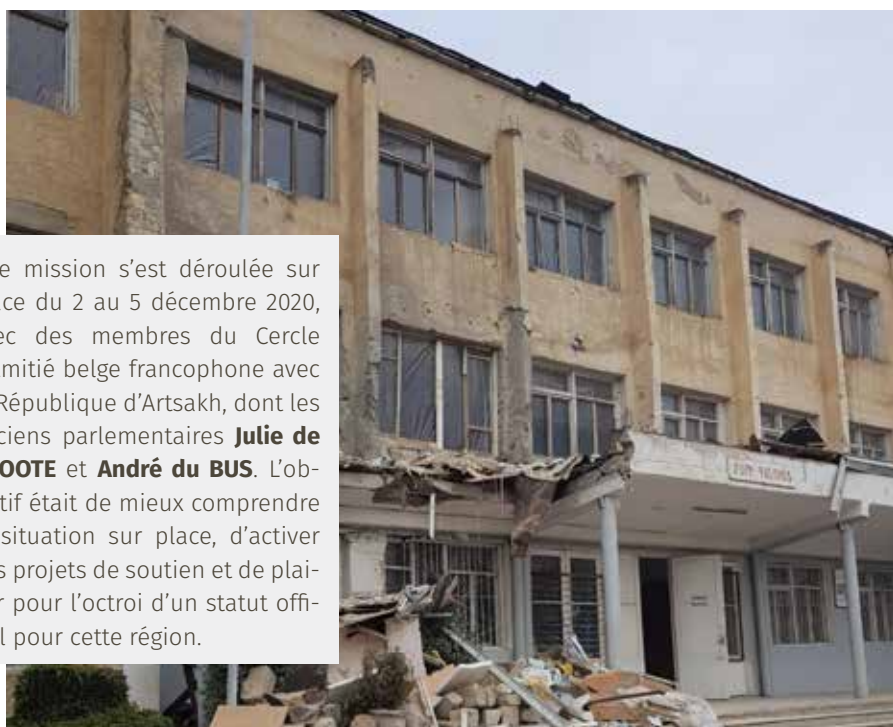 e mission s'est déroulée sur
ce du 2 au 5 décembre 2020,
ec des membres du Cercle
amitié belge francophone avec
République d'Artsakh, dont les
ciens parlementaires Julie de
OOTE et André du BUS. L'ob-
tif était de mieux comprendre
situation sur place, d'activer
s projets de soutien et de plai-
r pour l'octroi d'un statut offi-
l pour cette région.